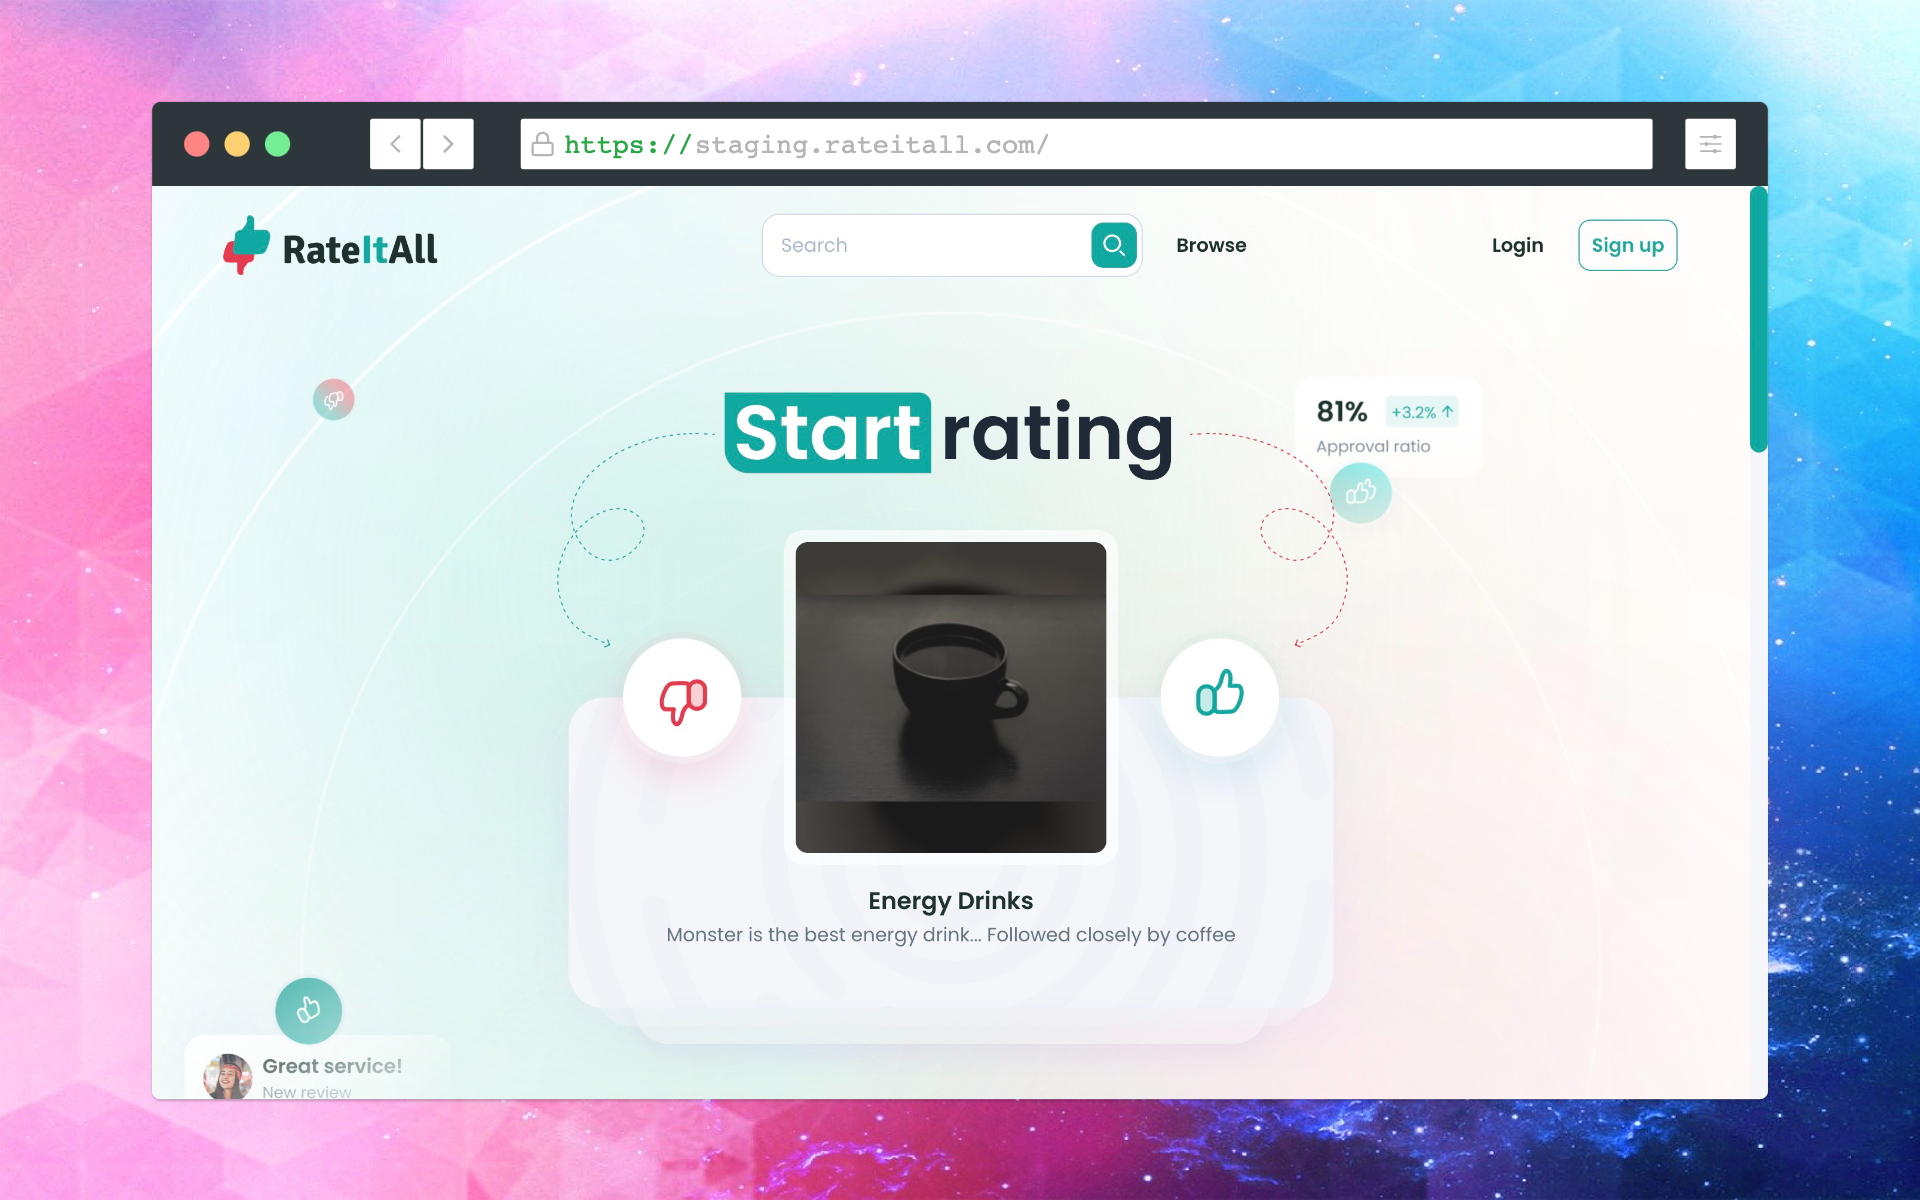 https://staging.rateitall.com/
RateItAll
Search
Browse
Login
Sign up
Start rating
81%
+3.2%
Approval ratio
Energy Drinks
Monster is the best energy drink... Followed closely by coffee
Great service!
New review